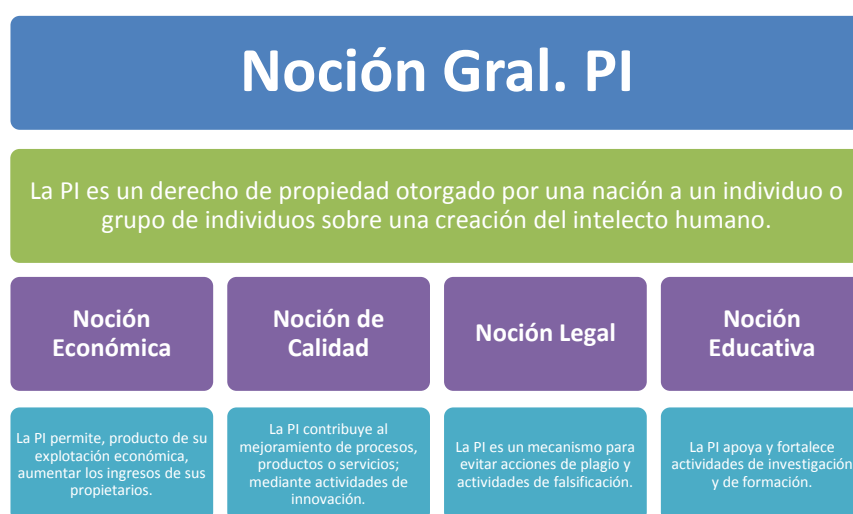 Noción Gral. PI
La PI es un derecho de propiedad otorgado por una nación a un individuo o
grupo de individuos sobre una creación del intelecto humano.
Noción
Económica
La PI permite, producto de su
explotación económica,
aumentar los ingresos de sus
propietarios.
Noción de
Calidad
La PI contribuye al
mejoramiento de procesos,
productos o servicios;
mediante actividades de
innovación.
Noción Legal
La PI es un mecanismo para
evitar acciones de plagio y
actividades de falsificación.
Noción
Educativa
La PI apoya y fortalece
actividades de investigación
y de formación.